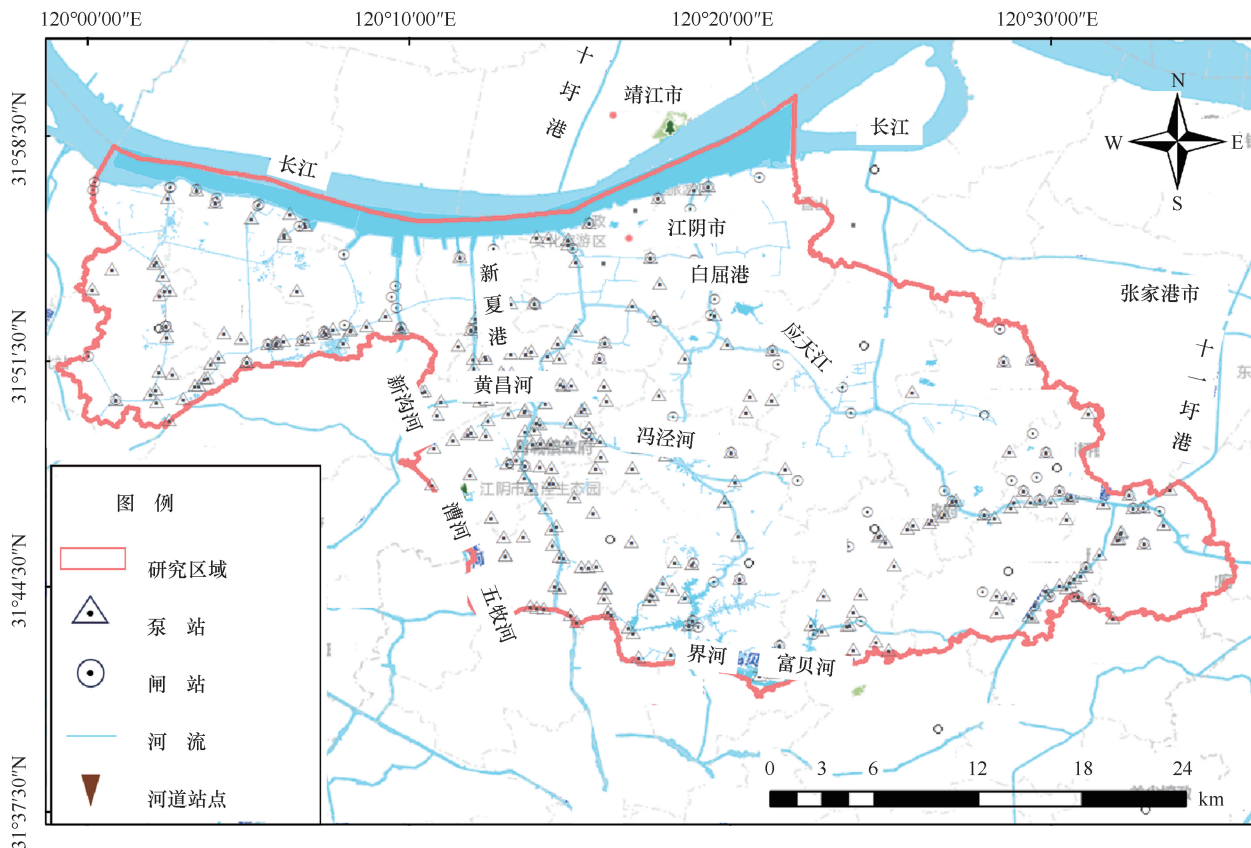 120°00′00″E 120°10′00″E 120°20′00″E 120°30′00″E
31°58′30″N
31°51′30″N
31°44′30″N
31°37′30″N
十圩港
靖江市
长江
长江
N
W E
S
江阴市
白屈港
新夏港
张家港市
应天江
十一圩港
黄昌河
新沟河
冯泾河
漕河
五牧河
界河
富贝河
图 例
研究区域
泵 站
闸 站
河 流
河道站点
0 3 6 12 18 24
km